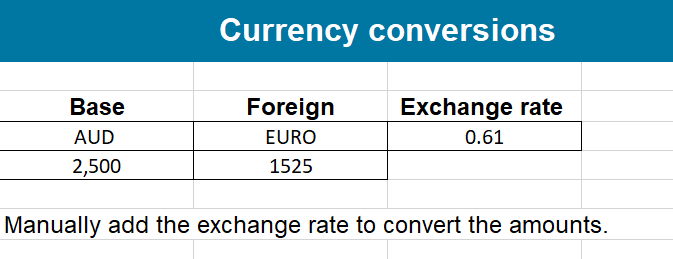 Currency conversions
Base Foreign Exchange rate
AUD EURO 0.61
2,500 1525
Manually add the exchange rate to convert the amounts.